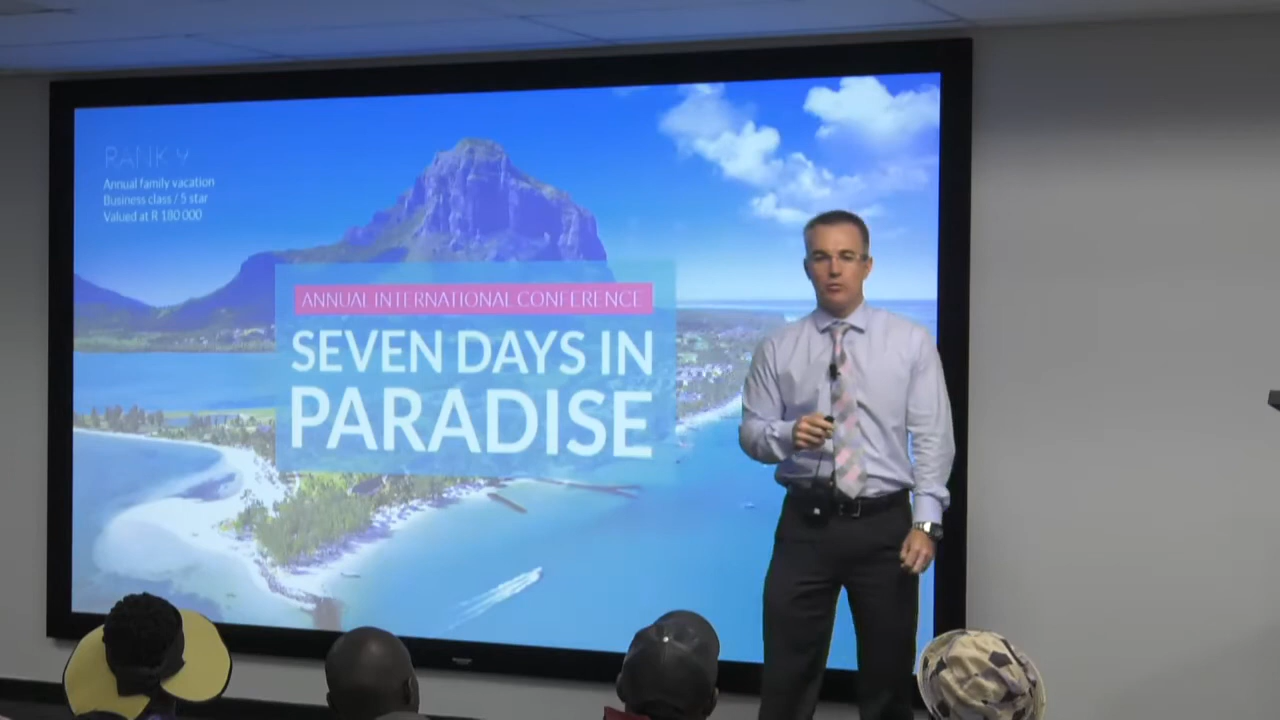 RANK 4
Annual family vacation
Business class / 5 star
Valued at R 180 000
ANNUAL INTERNATIONAL CONFERENCE
SEVEN DAYS IN
PARADISE